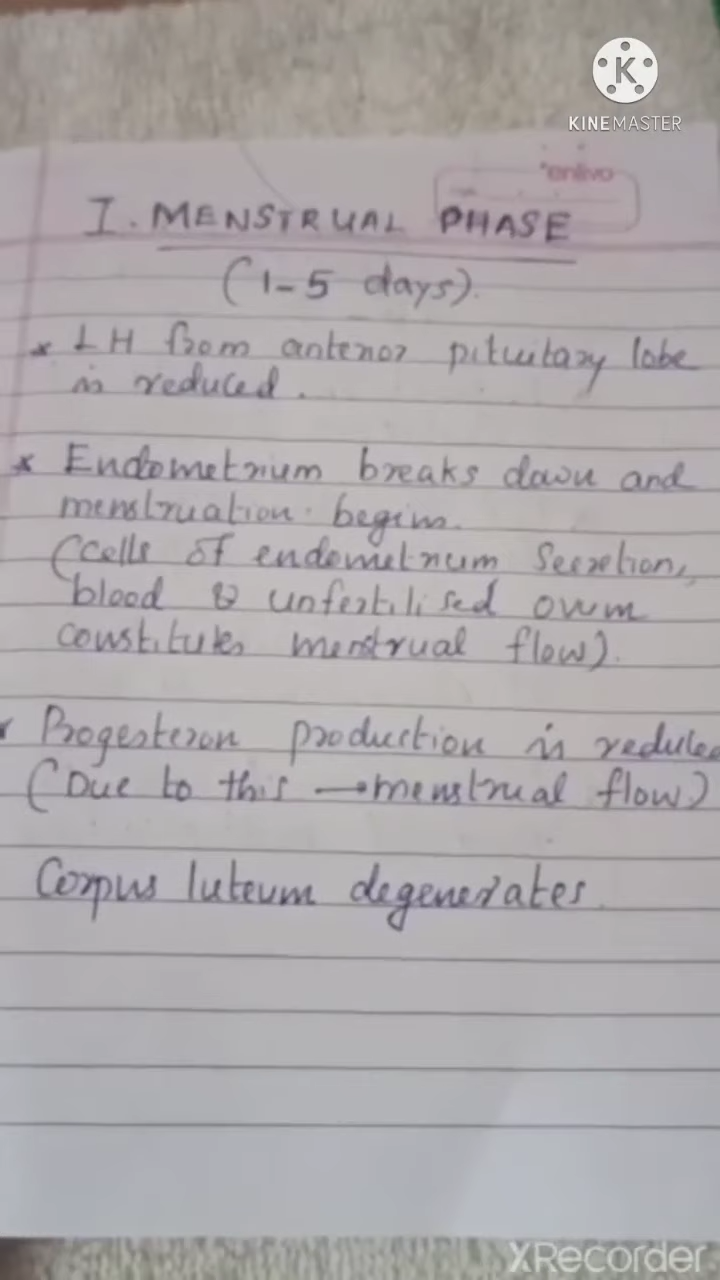 KINEMASTER
enlivo
I. MENSTRUAL PHASE
(1-5 days).
* LH from anterior pituitary lobe
is reduced.
* Endometrium breaks down and
menstruation begins.
(cells of endometrium secretion,
blood & unfertilised ovum
constitutes menstrual flow).
* Progesteron production is reduced
(Due to this → menstrual flow)
Corpus luteum degenerates.
XRecorder